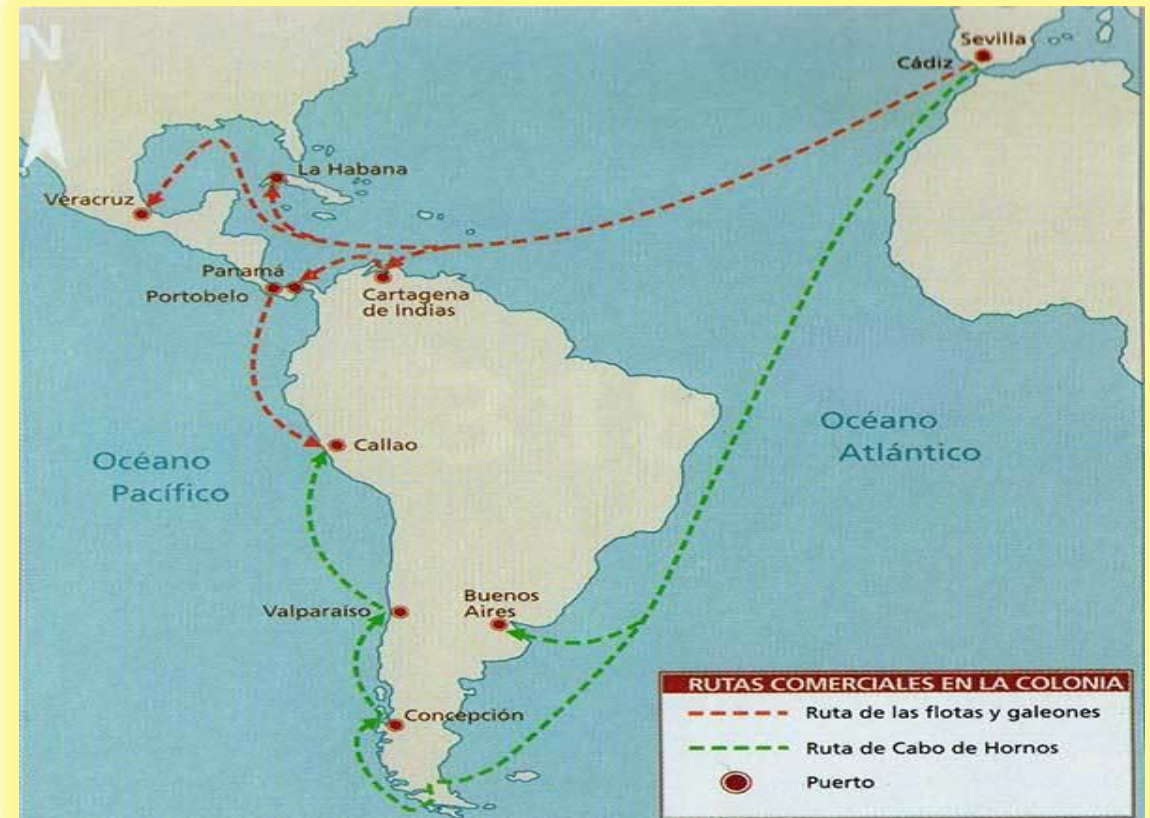 N
Sevilla
Cádiz
La Habana
Veracruz
Panamá
Portobelo
Cartagena
de Indias
Océano
Atlántico
Callao
Océano
Pacífico
Valparaíso
Buenos
Aires
Concepción
RUTAS COMERCIALES EN LA COLONIA
Ruta de las flotas y galeones
Ruta de Cabo de Hornos
Puerto